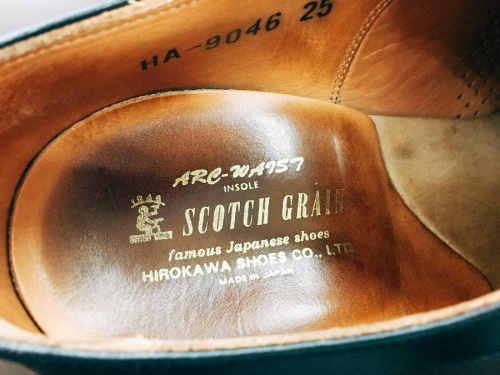 HA-9046 25
ARC-WAIST
INSOLE
SCOTCH GRAIN
famous Japanese shoes
HIROKAWA SHOES CO., LTD.
MADE IN JAPAN